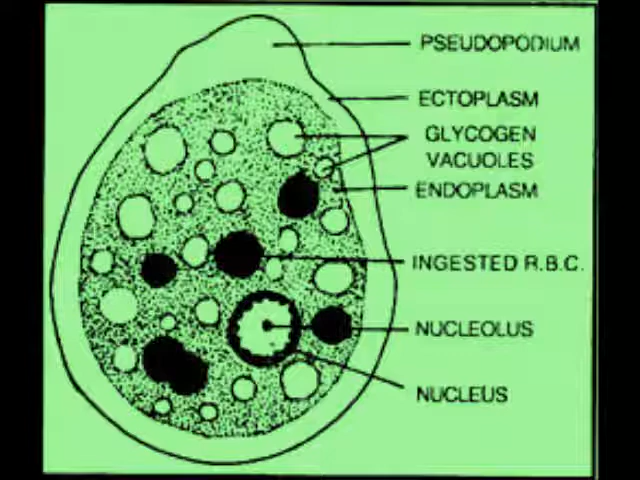 PSEUDOPODIUM
ECTOPLASM
GLYCOGEN
VACUOLES
ENDOPLASM
INGESTED R.B.C.
NUCLEOLUS
NUCLEUS